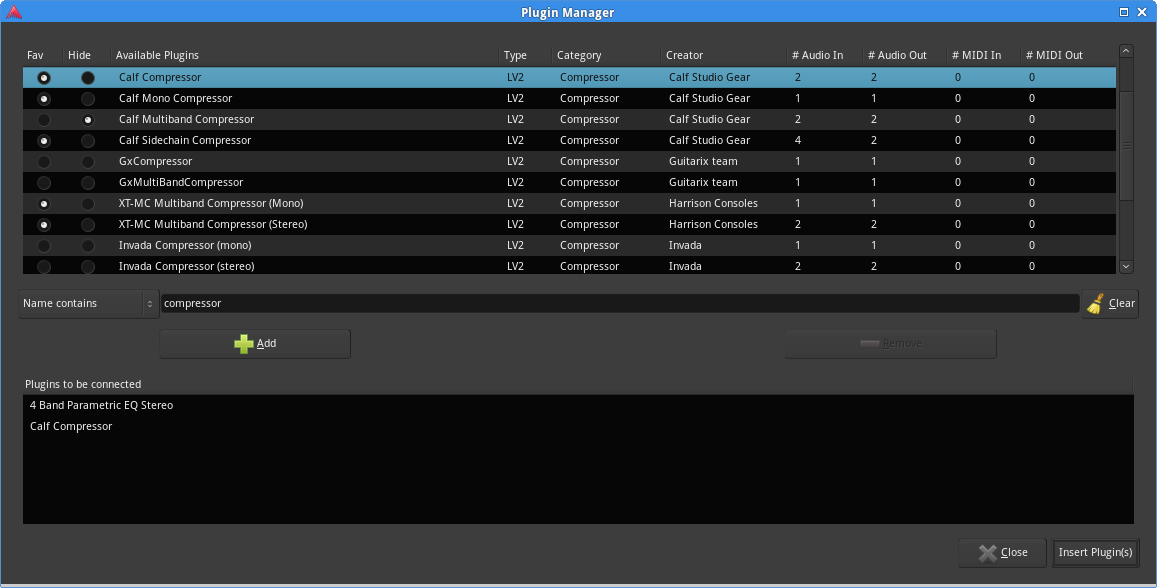 Plugin Manager
Fav Hide Available Plugins Type Category Creator # Audio In # Audio Out # MIDI In # MIDI Out
Calf Compressor LV2 Compressor Calf Studio Gear 2 2 0 0
Calf Mono Compressor LV2 Compressor Calf Studio Gear 1 1 0 0
Calf Multiband Compressor LV2 Compressor Calf Studio Gear 2 2 0 0
Calf Sidechain Compressor LV2 Compressor Calf Studio Gear 4 2 0 0
GxCompressor LV2 Compressor Guitarix team 1 1 0 0
GxMultiBandCompressor LV2 Compressor Guitarix team 1 1 0 0
XT-MC Multiband Compressor (Mono) LV2 Compressor Harrison Consoles 1 1 0 0
XT-MC Multiband Compressor (Stereo) LV2 Compressor Harrison Consoles 2 2 0 0
Invada Compressor (mono) LV2 Compressor Invada 1 1 0 0
Invada Compressor (stereo) LV2 Compressor Invada 2 2 0 0
Name contains compressor Clear
Add Remove
Plugins to be connected
4 Band Parametric EQ Stereo
Calf Compressor
Close Insert Plugin(s)